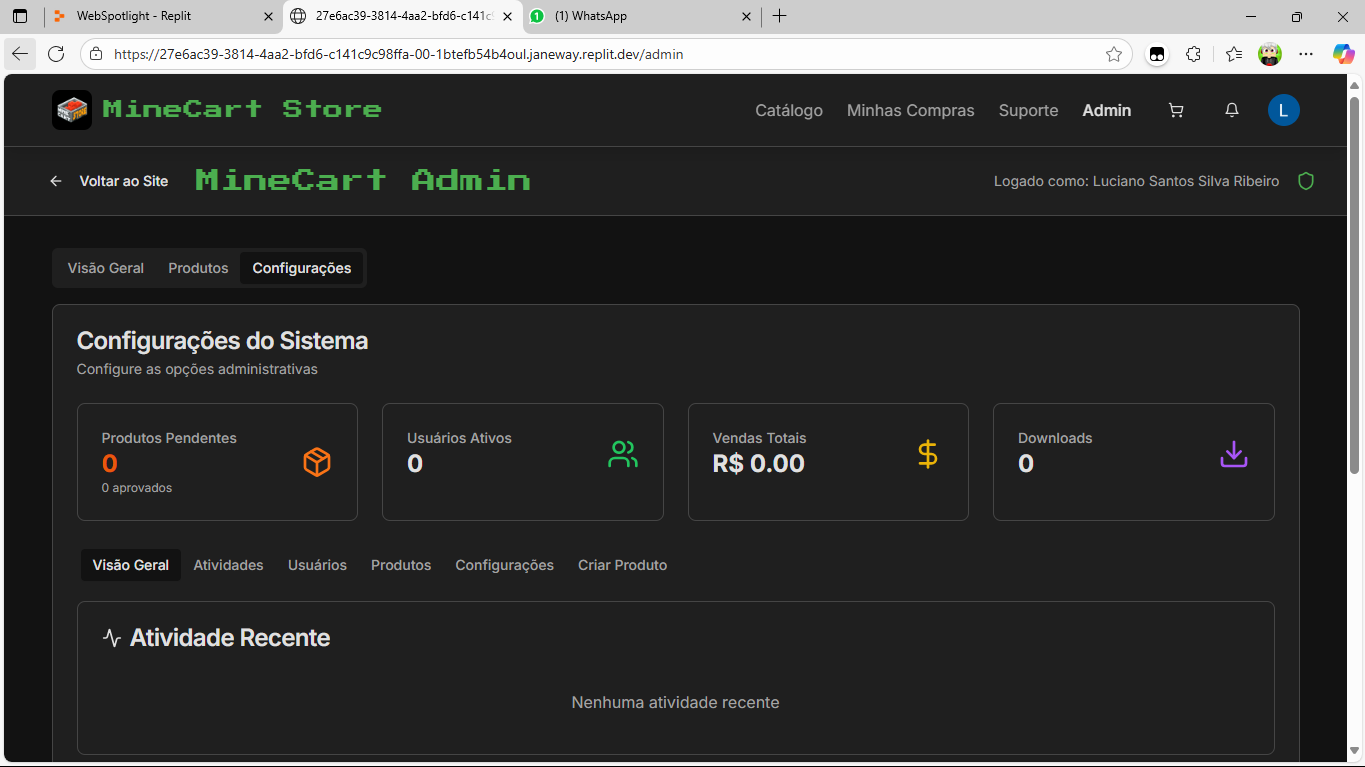 WebSpotlight - Replit
27e6ac39-3814-4aa2-bfd6-c141c
(1) WhatsApp
https://27e6ac39-3814-4aa2-bfd6-c141c9c98ffa-00-1btefb54b4oul.janeway.replit.dev/admin
MineCart Store
Catálogo
Minhas Compras
Suporte
Admin
L
Voltar ao Site
MineCart Admin
Logado como: Luciano Santos Silva Ribeiro
Visão Geral
Produtos
Configurações
Configurações do Sistema
Configure as opções administrativas
Produtos Pendentes
0
0 aprovados
Usuários Ativos
0
Vendas Totais
R$ 0.00
Downloads
0
Visão Geral
Atividades
Usuários
Produtos
Configurações
Criar Produto
Atividade Recente
Nenhuma atividade recente